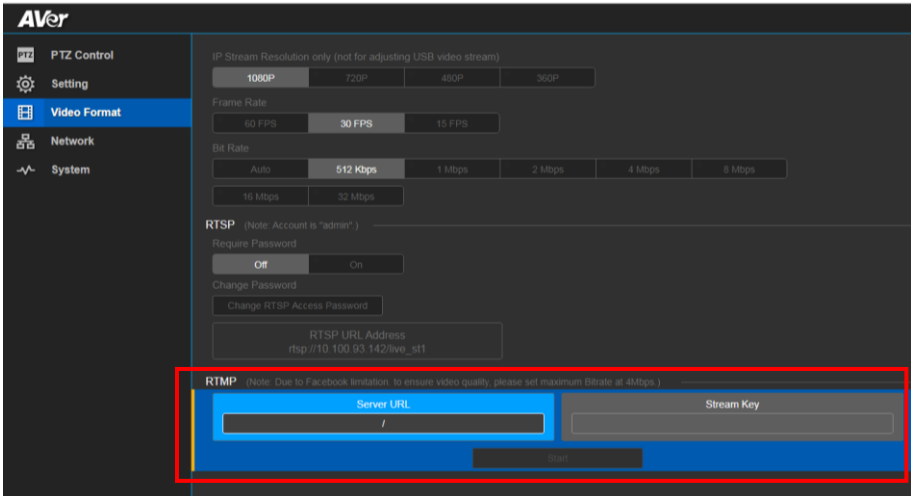 AVer
PTZ PTZ Control
Setting
Video Format
Network
System
IP Stream Resolution only (not for adjusting USB video stream)
1080P 720P 480P 360P
Frame Rate
60 FPS 30 FPS 15 FPS
Bit Rate
Auto 512 Kbps 1 Mbps 2 Mbps 4 Mbps 8 Mbps
16 Mbps 32 Mbps
RTSP (Note: Account is "admin".)
Require Password
Off On
Change Password
Change RTSP Access Password
RTSP URL Address
rtsp://10.100.93.142/live_st1
RTMP (Note: Due to Facebook limitation, to ensure video quality, please set maximum Bitrate at 4Mbps.)
Server URL Stream Key
/
Start